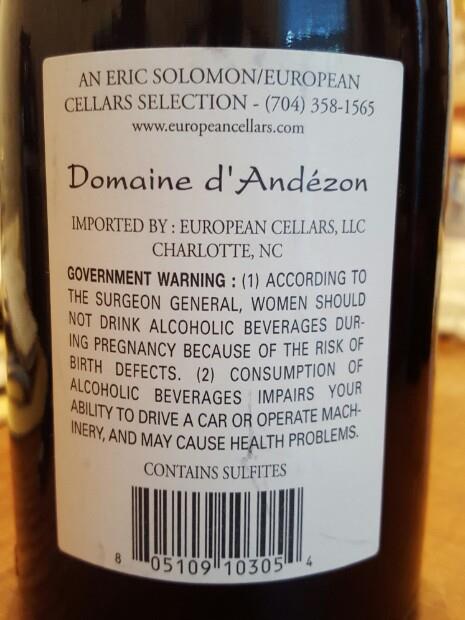 AN ERIC SOLOMON/EUROPEAN
CELLARS SELECTION - (704) 358-1565
www.europeancellars.com
Domaine d'Andézon
IMPORTED BY : EUROPEAN CELLARS, LLC
CHARLOTTE, NC
GOVERNMENT WARNING : (1) ACCORDING TO
THE SURGEON GENERAL, WOMEN SHOULD
NOT DRINK ALCOHOLIC BEVERAGES DUR-
ING PREGNANCY BECAUSE OF THE RISK OF
BIRTH DEFECTS. (2) CONSUMPTION OF
ALCOHOLIC BEVERAGES IMPAIRS YOUR
ABILITY TO DRIVE A CAR OR OPERATE MACH-
INERY, AND MAY CAUSE HEALTH PROBLEMS.
CONTAINS SULFITES
8 05109 10305 4